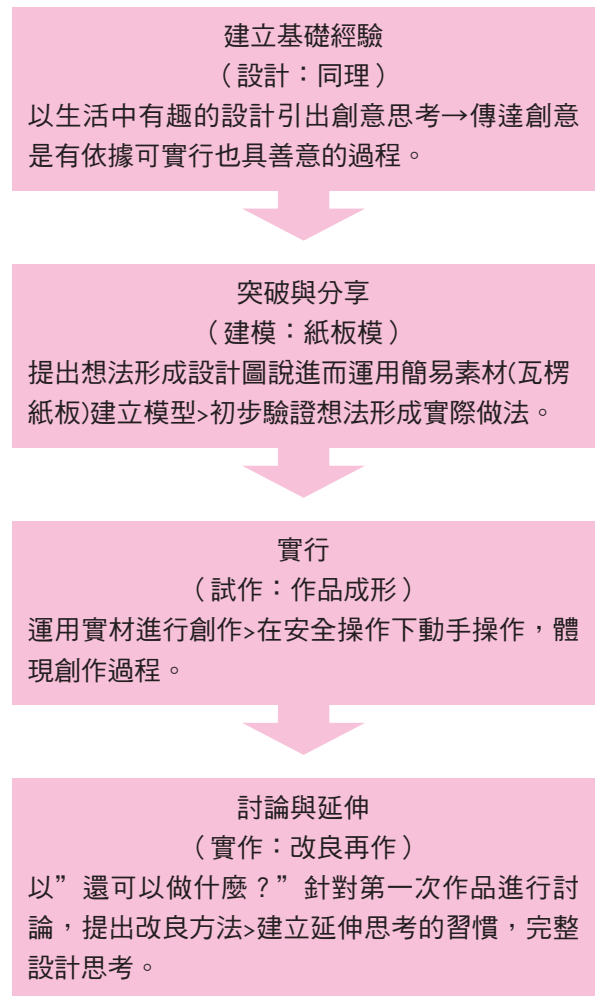 建立基礎經驗
（設計：同理）
以生活中有趣的設計引出創意思考→傳達創意
是有依據可實行也具善意的過程。
突破與分享
（建模：紙板模）
提出想法形成設計圖說進而運用簡易素材(瓦楞
紙板)建立模型>初步驗證想法形成實際做法。
實行
（試作：作品成形）
運用實材進行創作>在安全操作下動手操作，體
現創作過程。
討論與延伸
（實作：改良再作）
以”還可以做什麼？”針對第一次作品進行討
論，提出改良方法>建立延伸思考的習慣，完整
設計思考。